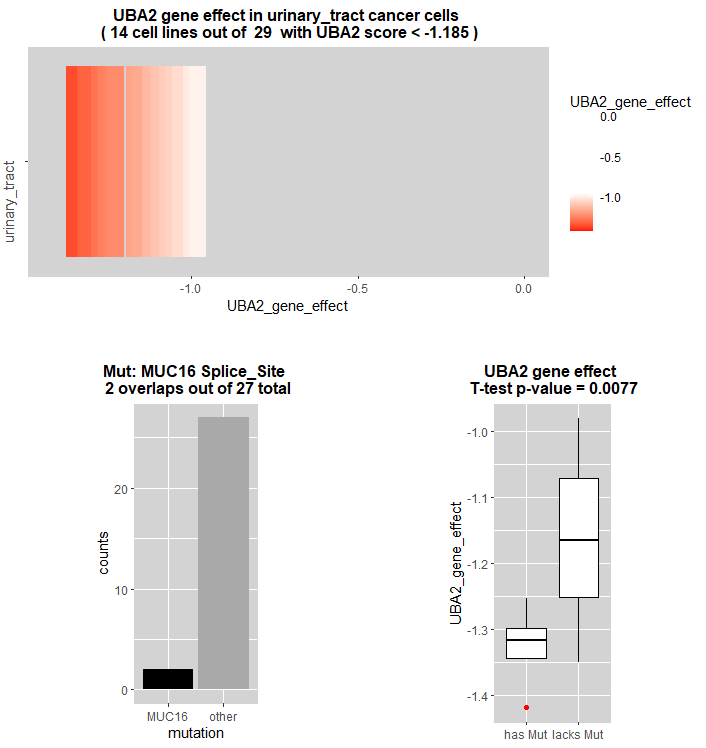 UBA2 gene effect in urinary_tract cancer cells
( 14 cell lines out of  29  with UBA2 score < -1.185 )
urinary_tract
-1.0
-0.5
0.0
UBA2_gene_effect
UBA2_gene_effect
0.0
-0.5
-1.0
Mut: MUC16 Splice_Site
2 overlaps out of 27 total
counts
20
10
0
MUC16
other
mutation
UBA2 gene effect
T-test p-value = 0.0077
UBA2_gene_effect
-1.0
-1.1
-1.2
-1.3
-1.4
has Mut
lacks Mut